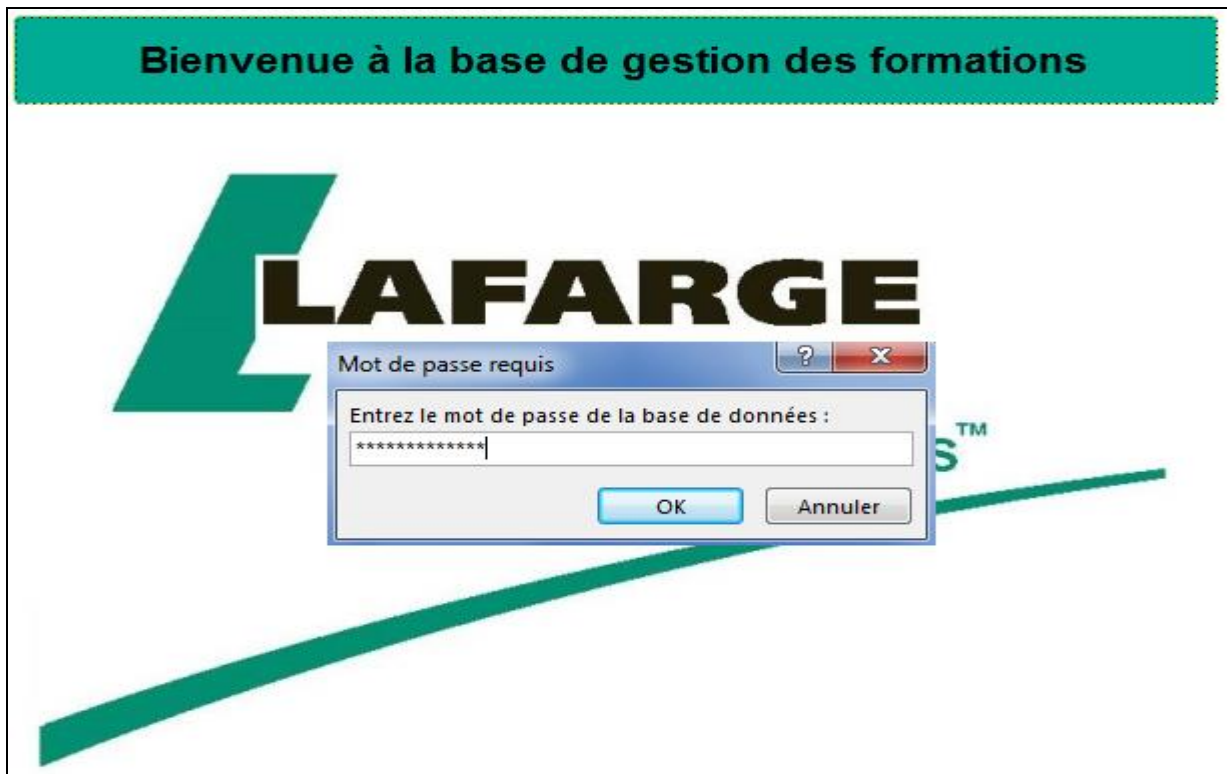 Bienvenue à la base de gestion des formations
LAFARGE
Mot de passe requis
?
x
Entrez le mot de passe de la base de données :
*************
S™
OK
Annuler